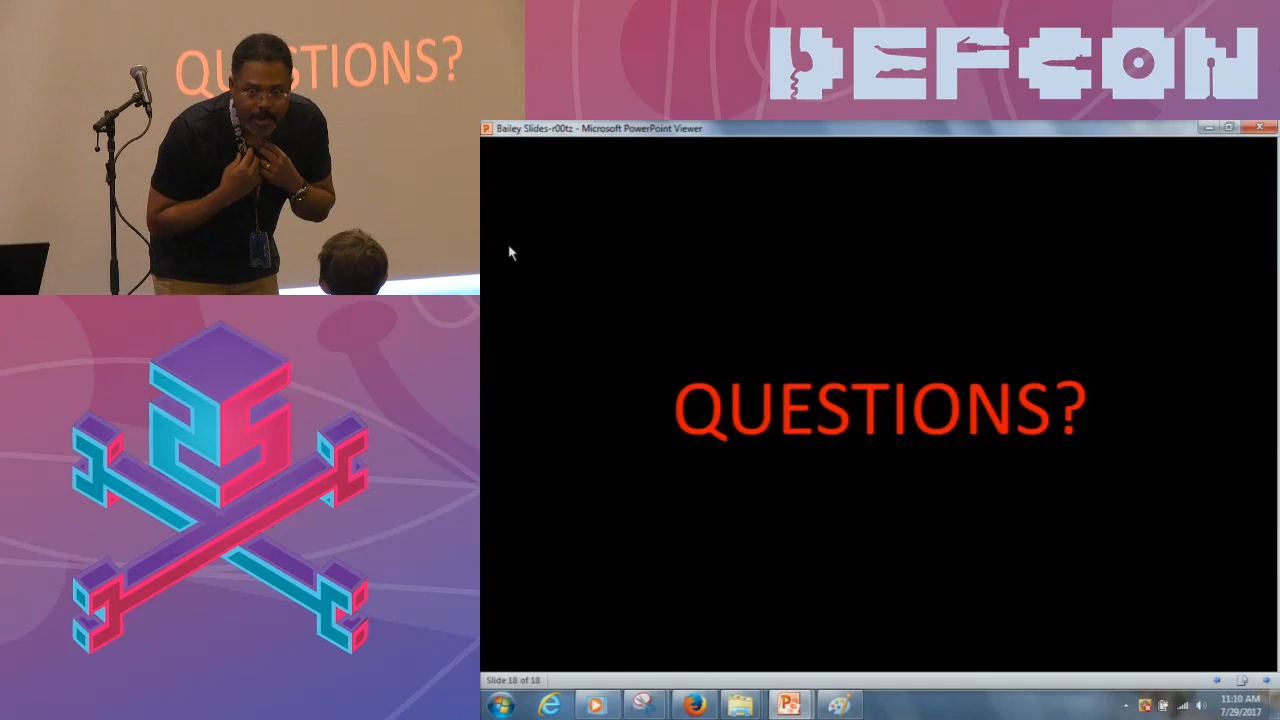 QUESTIONS?
DEFCON
Bailey Slides-r00tz - Microsoft PowerPoint Viewer
QUESTIONS?
Slide 18 of 18
11:10 AM
7/29/2017